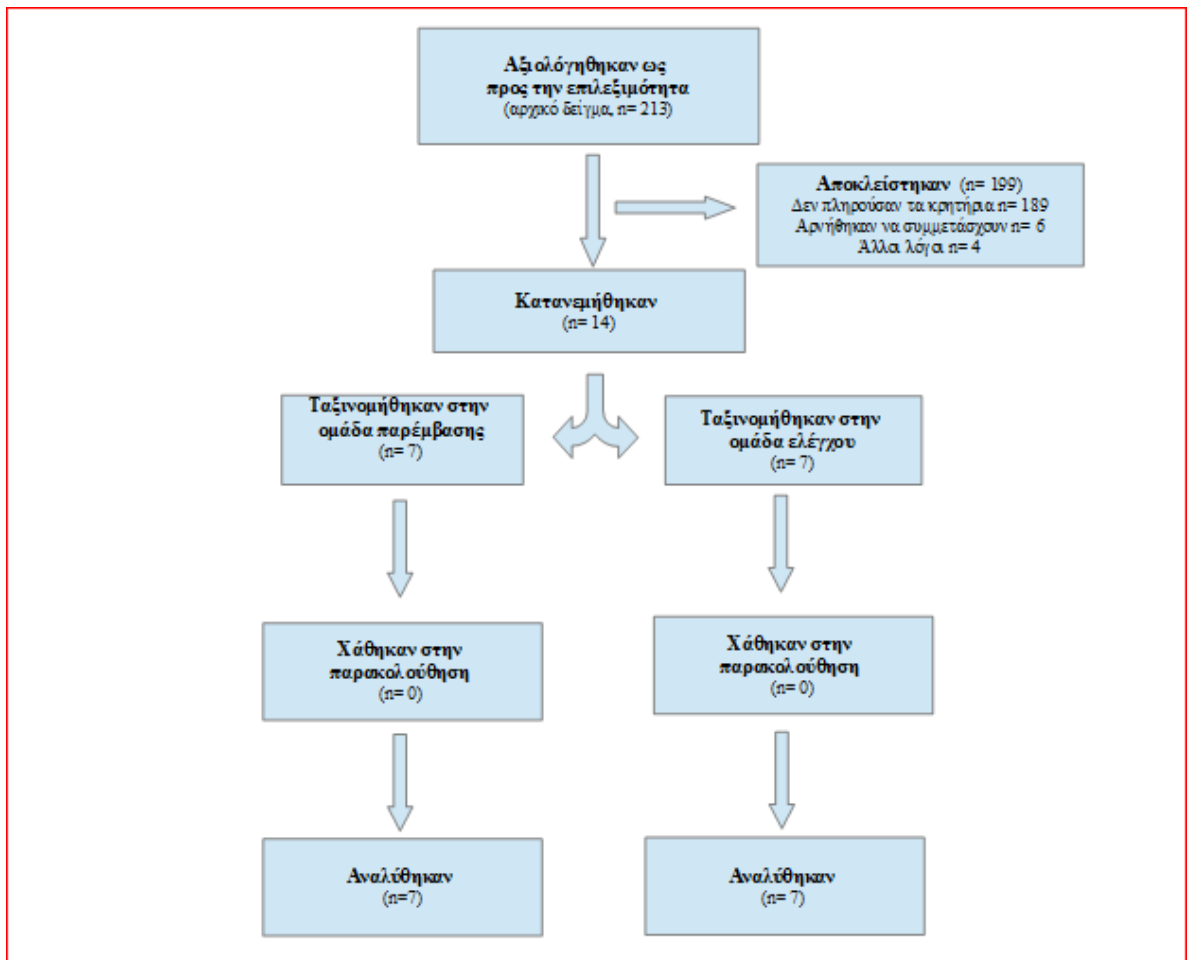 Αξιολόγηθηκαν ως
προς την επιλεξιμότητα
(αρχικό δείγμα, n= 213)
Αποκλείστηκαν (n= 199)
Δεν πληρούσαν τα κρητήρια n= 189
Αρνήθηκαν να συμμετάσχουν n= 6
Άλλοι λόγοι n= 4
Κατανεμήθηκαν
(n= 14)
Ταξινομήθηκαν στην
ομάδα παρέμβασης
(n= 7)
Ταξινομήθηκαν στην
ομάδα ελέγχου
(n= 7)
Χάθηκαν στην
παρακολούθηση
(n= 0)
Χάθηκαν στην
παρακολούθηση
(n= 0)
Αναλύθηκαν
(n=7)
Αναλύθηκαν
(n= 7)